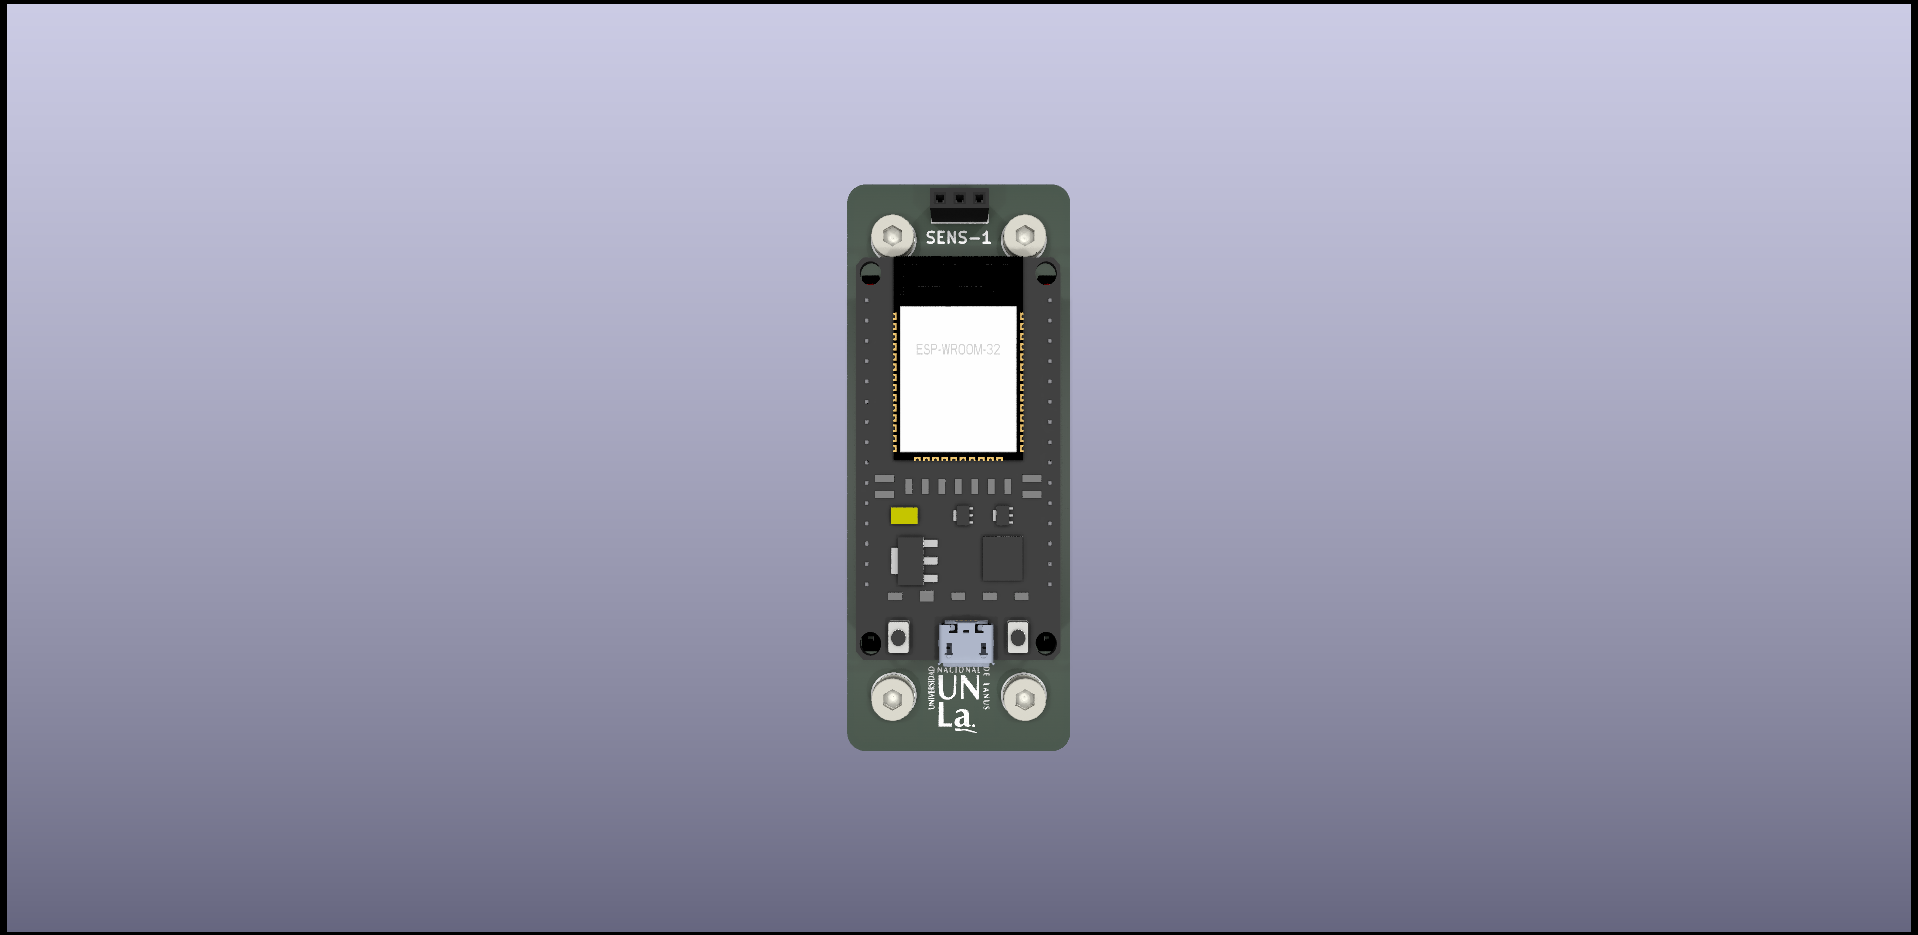 SENS-1
ESP-WROOM-32
UNIVERSIDAD
NACIONAL
DE LANUS
UN
La.